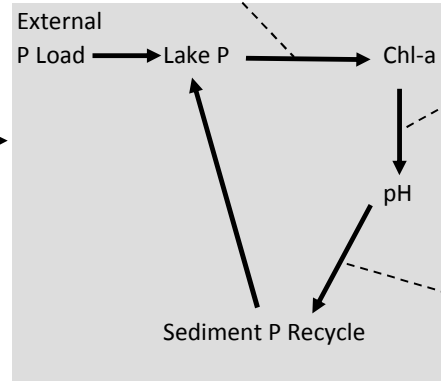 External
P Load
Lake P
Chl-a
pH
Sediment P Recycle